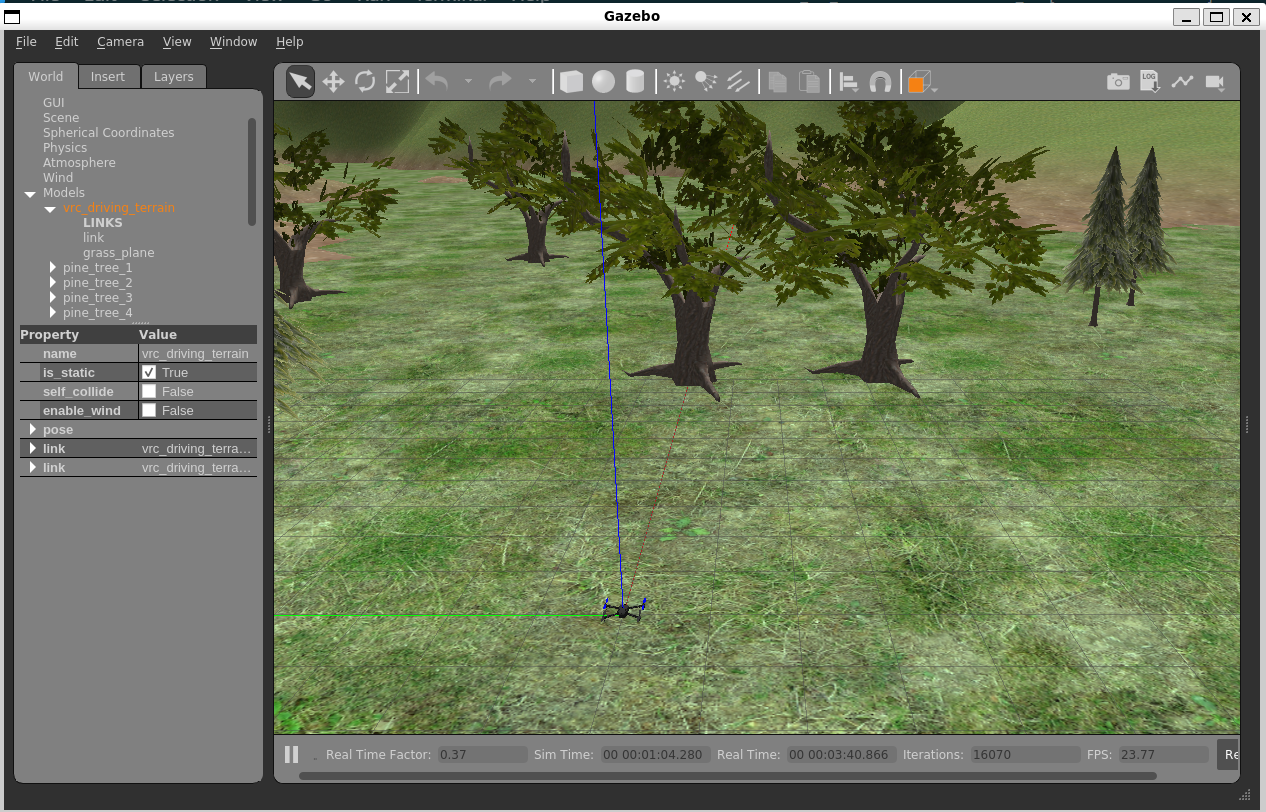 Gazebo
File Edit Camera View Window Help
World Insert Layers
LOG
GUI
Scene
Spherical Coordinates
Physics
Atmosphere
Wind
Models
vrc_driving_terrain
LINKS
link
grass_plane
pine_tree_1
pine_tree_2
pine_tree_3
pine_tree_4
Property Value
name vrc_driving_terrain
is_static True
self_collide False
enable_wind False
pose
link vrc_driving_terra...
link vrc_driving_terra...
Real Time Factor: 0.37 Sim Time: 00 00:01:04.280 Real Time: 00 00:03:40.866 Iterations: 16070 FPS: 23.77 Re